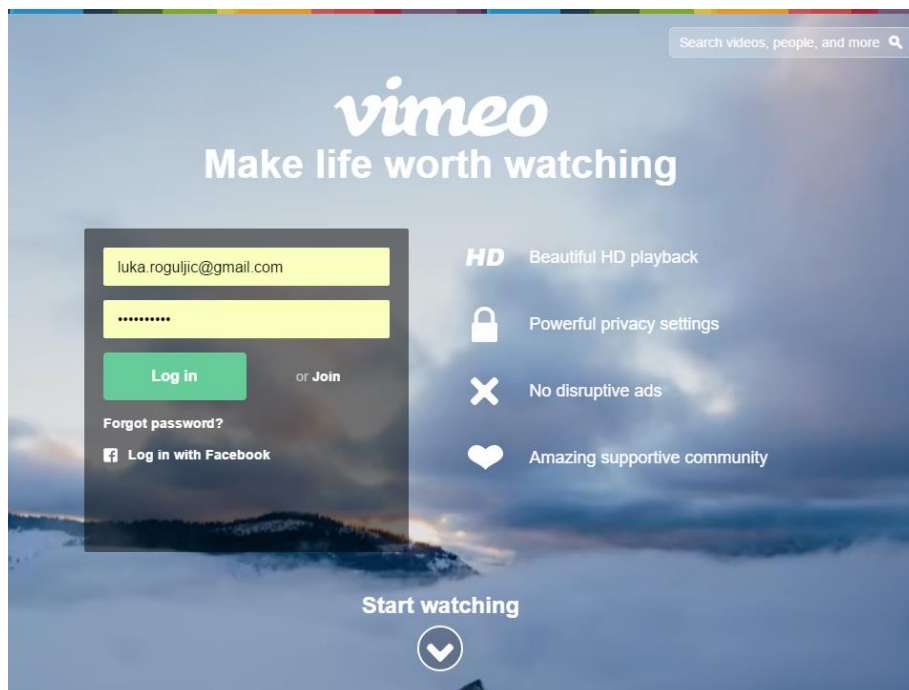 Search videos, people, and more
vimeo
Make life worth watching
luka.roguljic@gmail.com
••••••••••
Log in
or Join
Forgot password?
f Log in with Facebook
HD Beautiful HD playback
Powerful privacy settings
No disruptive ads
Amazing supportive community
Start watching